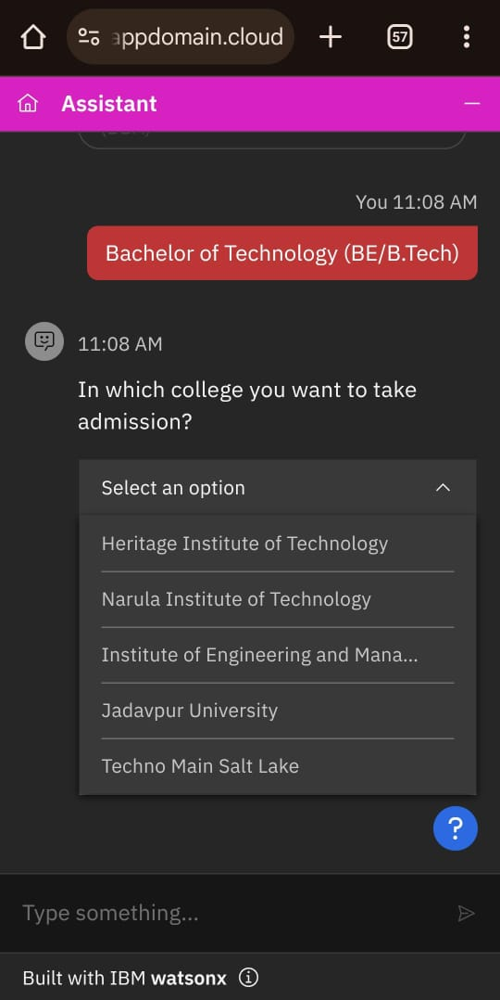 appdomain.cloud
57
Assistant
You 11:08 AM
Bachelor of Technology (BE/B.Tech)
11:08 AM
In which college you want to take
admission?
Select an option
Heritage Institute of Technology
Narula Institute of Technology
Institute of Engineering and Mana...
Jadavpur University
Techno Main Salt Lake
?
Type something...
Built with IBM watsonx